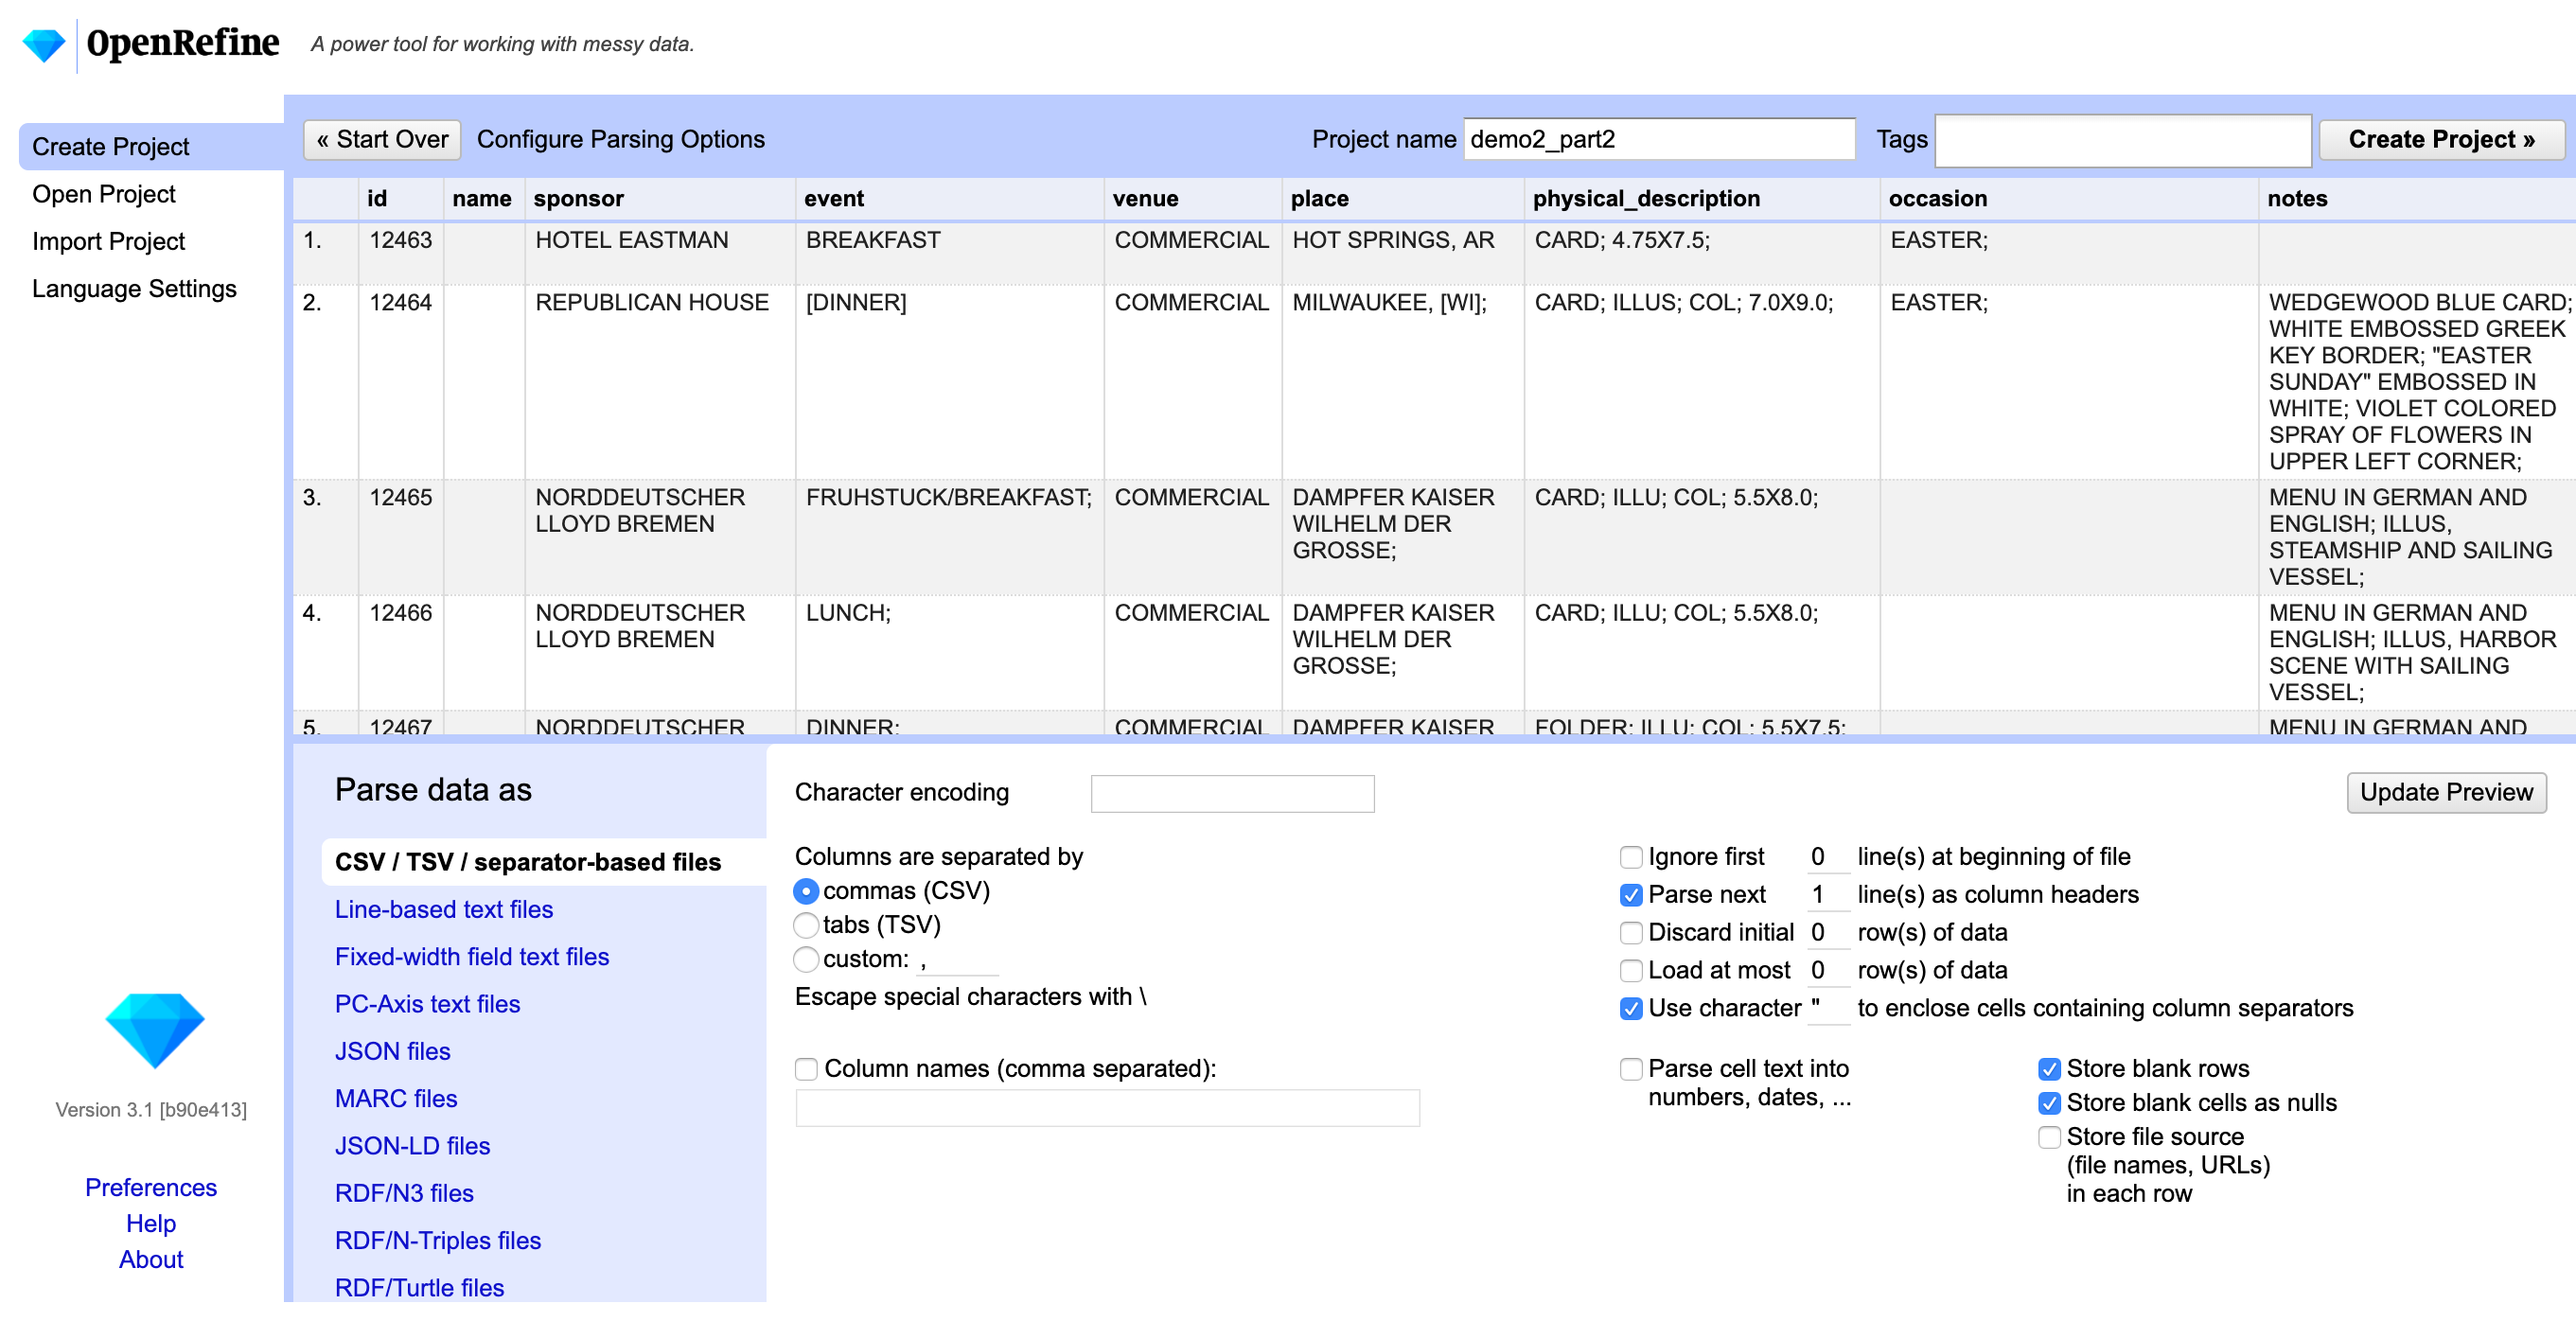 OpenRefine A power tool for working with messy data.
Create Project
Open Project
Import Project
Language Settings
« Start Over Configure Parsing Options Project name demo2_part2 Tags Create Project »
id name sponsor event venue place physical_description occasion notes
1. 12463 HOTEL EASTMAN BREAKFAST COMMERCIAL HOT SPRINGS, AR CARD; 4.75X7.5; EASTER;
2. 12464 REPUBLICAN HOUSE [DINNER] COMMERCIAL MILWAUKEE, [WI]; CARD; ILLUS; COL; 7.0X9.0; EASTER; WEDGEWOOD BLUE CARD;
WHITE EMBOSSED GREEK
KEY BORDER; "EASTER
SUNDAY" EMBOSSED IN
WHITE; VIOLET COLORED
SPRAY OF FLOWERS IN
UPPER LEFT CORNER;
3. 12465 NORDDEUTSCHER FRUHSTUCK/BREAKFAST; COMMERCIAL DAMPFER KAISER CARD; ILLU; COL; 5.5X8.0; MENU IN GERMAN AND
LLOYD BREMEN WILHELM DER ENGLISH; ILLUS,
GROSSE; STEAMSHIP AND SAILING
VESSEL;
4. 12466 NORDDEUTSCHER LUNCH; COMMERCIAL DAMPFER KAISER CARD; ILLU; COL; 5.5X8.0; MENU IN GERMAN AND
LLOYD BREMEN WILHELM DER ENGLISH; ILLUS, HARBOR
GROSSE; SCENE WITH SAILING
VESSEL;
5. 12467 NORDDEUTSCHER DINNER; COMMERCIAL DAMPFER KAISER FOLDER; ILLU; COL; 5.5X7.5; MENU IN GERMAN AND
Parse data as
CSV / TSV / separator-based files
Line-based text files
Fixed-width field text files
PC-Axis text files
JSON files
MARC files
JSON-LD files
RDF/N3 files
RDF/N-Triples files
RDF/Turtle files
Character encoding
Update Preview
Columns are separated by
commas (CSV)
tabs (TSV)
custom: ,
Escape special characters with \
Column names (comma separated):
Ignore first 0 line(s) at beginning of file
Parse next 1 line(s) as column headers
Discard initial 0 row(s) of data
Load at most 0 row(s) of data
Use character " to enclose cells containing column separators
Parse cell text into
numbers, dates, ...
Store blank rows
Store blank cells as nulls
Store file source
(file names, URLs)
in each row
Version 3.1 [b90e413]
Preferences
Help
About